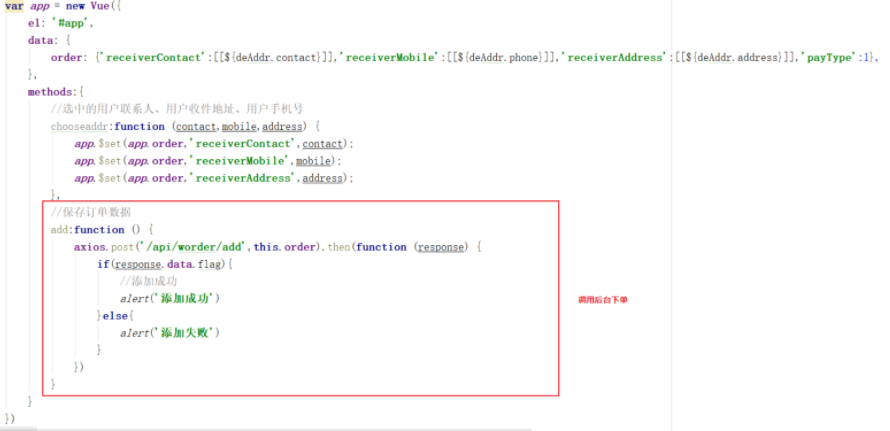 var app = new Vue({
el: '#app',
data: {
order: {'receiverContact':[[${deAddr.contact}]],'receiverMobile':[[${deAddr.phone}]],'receiverAddress':[[${deAddr.address}]],'payType':1},
},
methods:{
//选中的用户联系人、用户收件地址、用户手机号
chooseaddr:function (contact,mobile,address) {
app.$set(app.order,'receiverContact',contact);
app.$set(app.order,'receiverMobile',mobile);
app.$set(app.order,'receiverAddress',address);
},
//保存订单数据
add:function () {
axios.post('/api/worder/add',this.order).then(function (response) {
if(response.data.flag){
//添加成功
alert('添加成功')
}else{
alert('添加失败')
}
})
}
}
})
调用后台下单